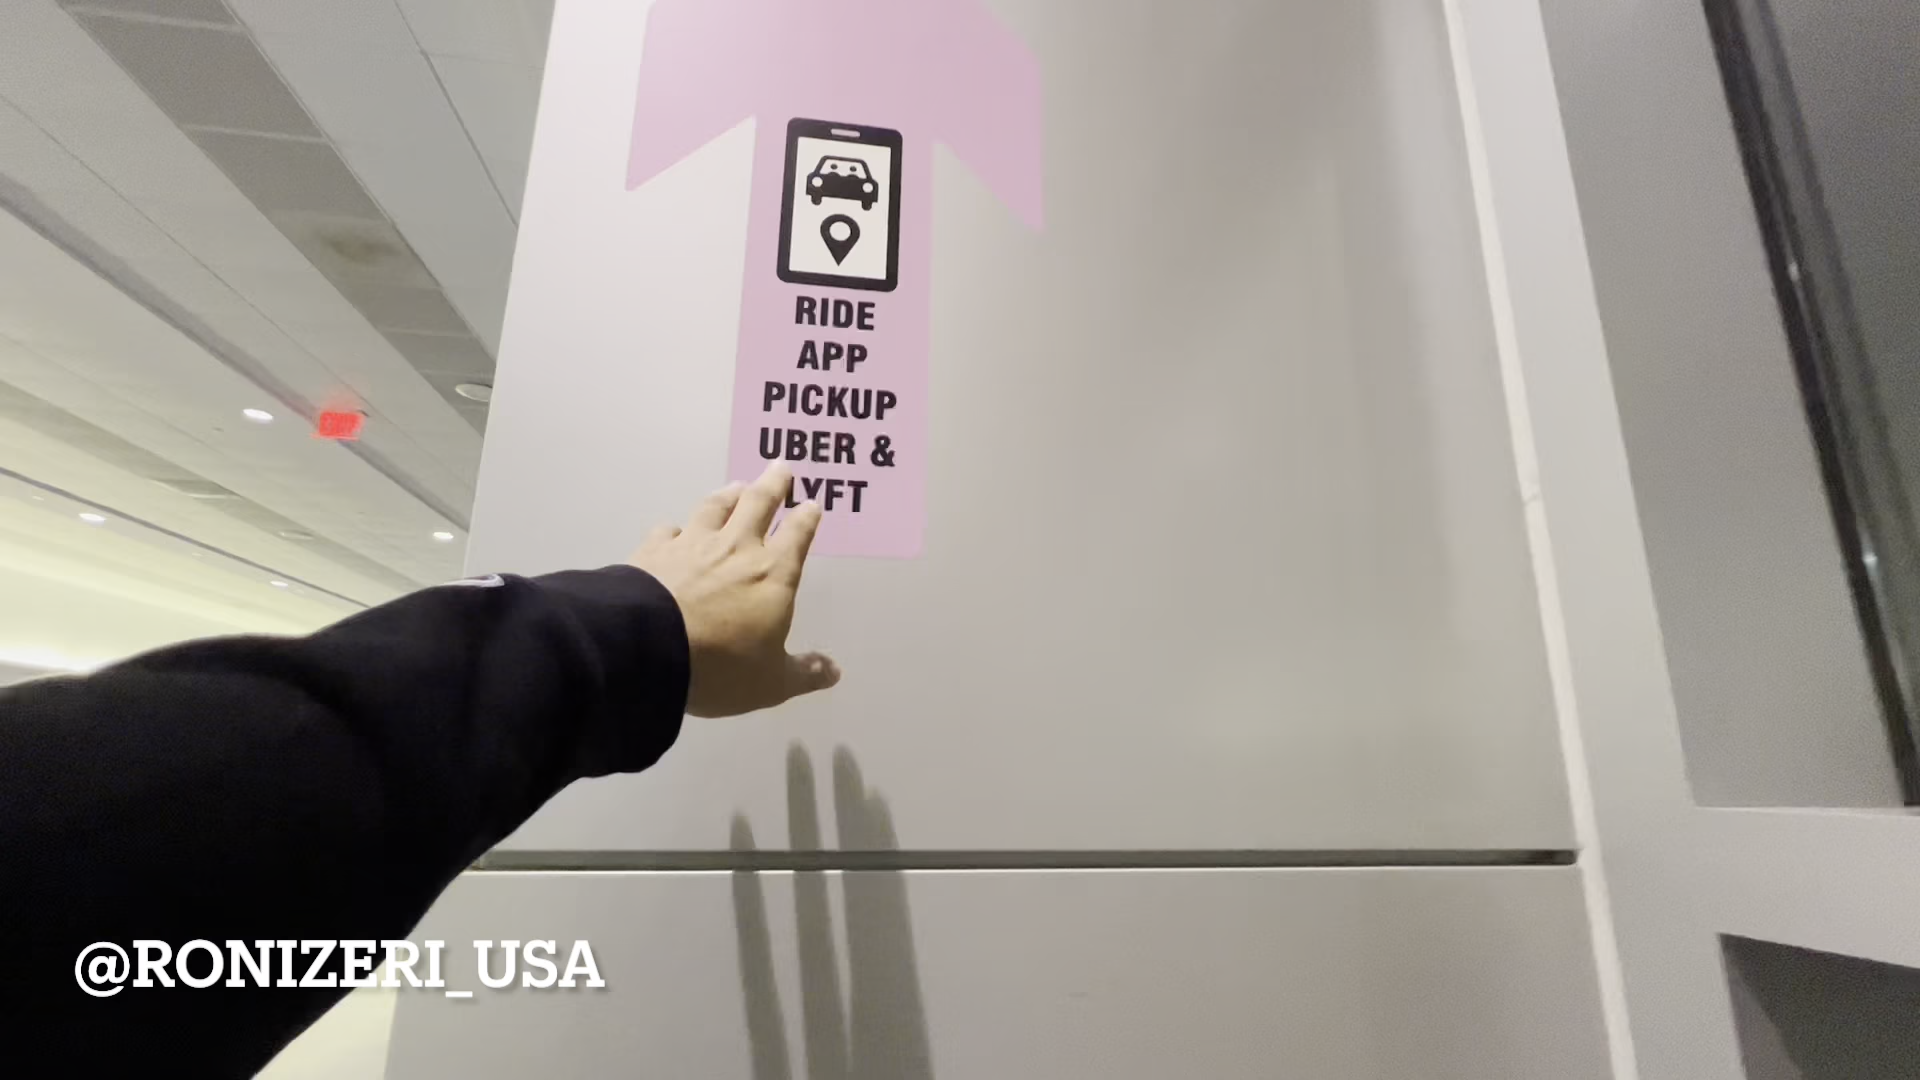 RIDE
APP
PICKUP
UBER &
LYFT
EXIT
@RONIZERI_USA